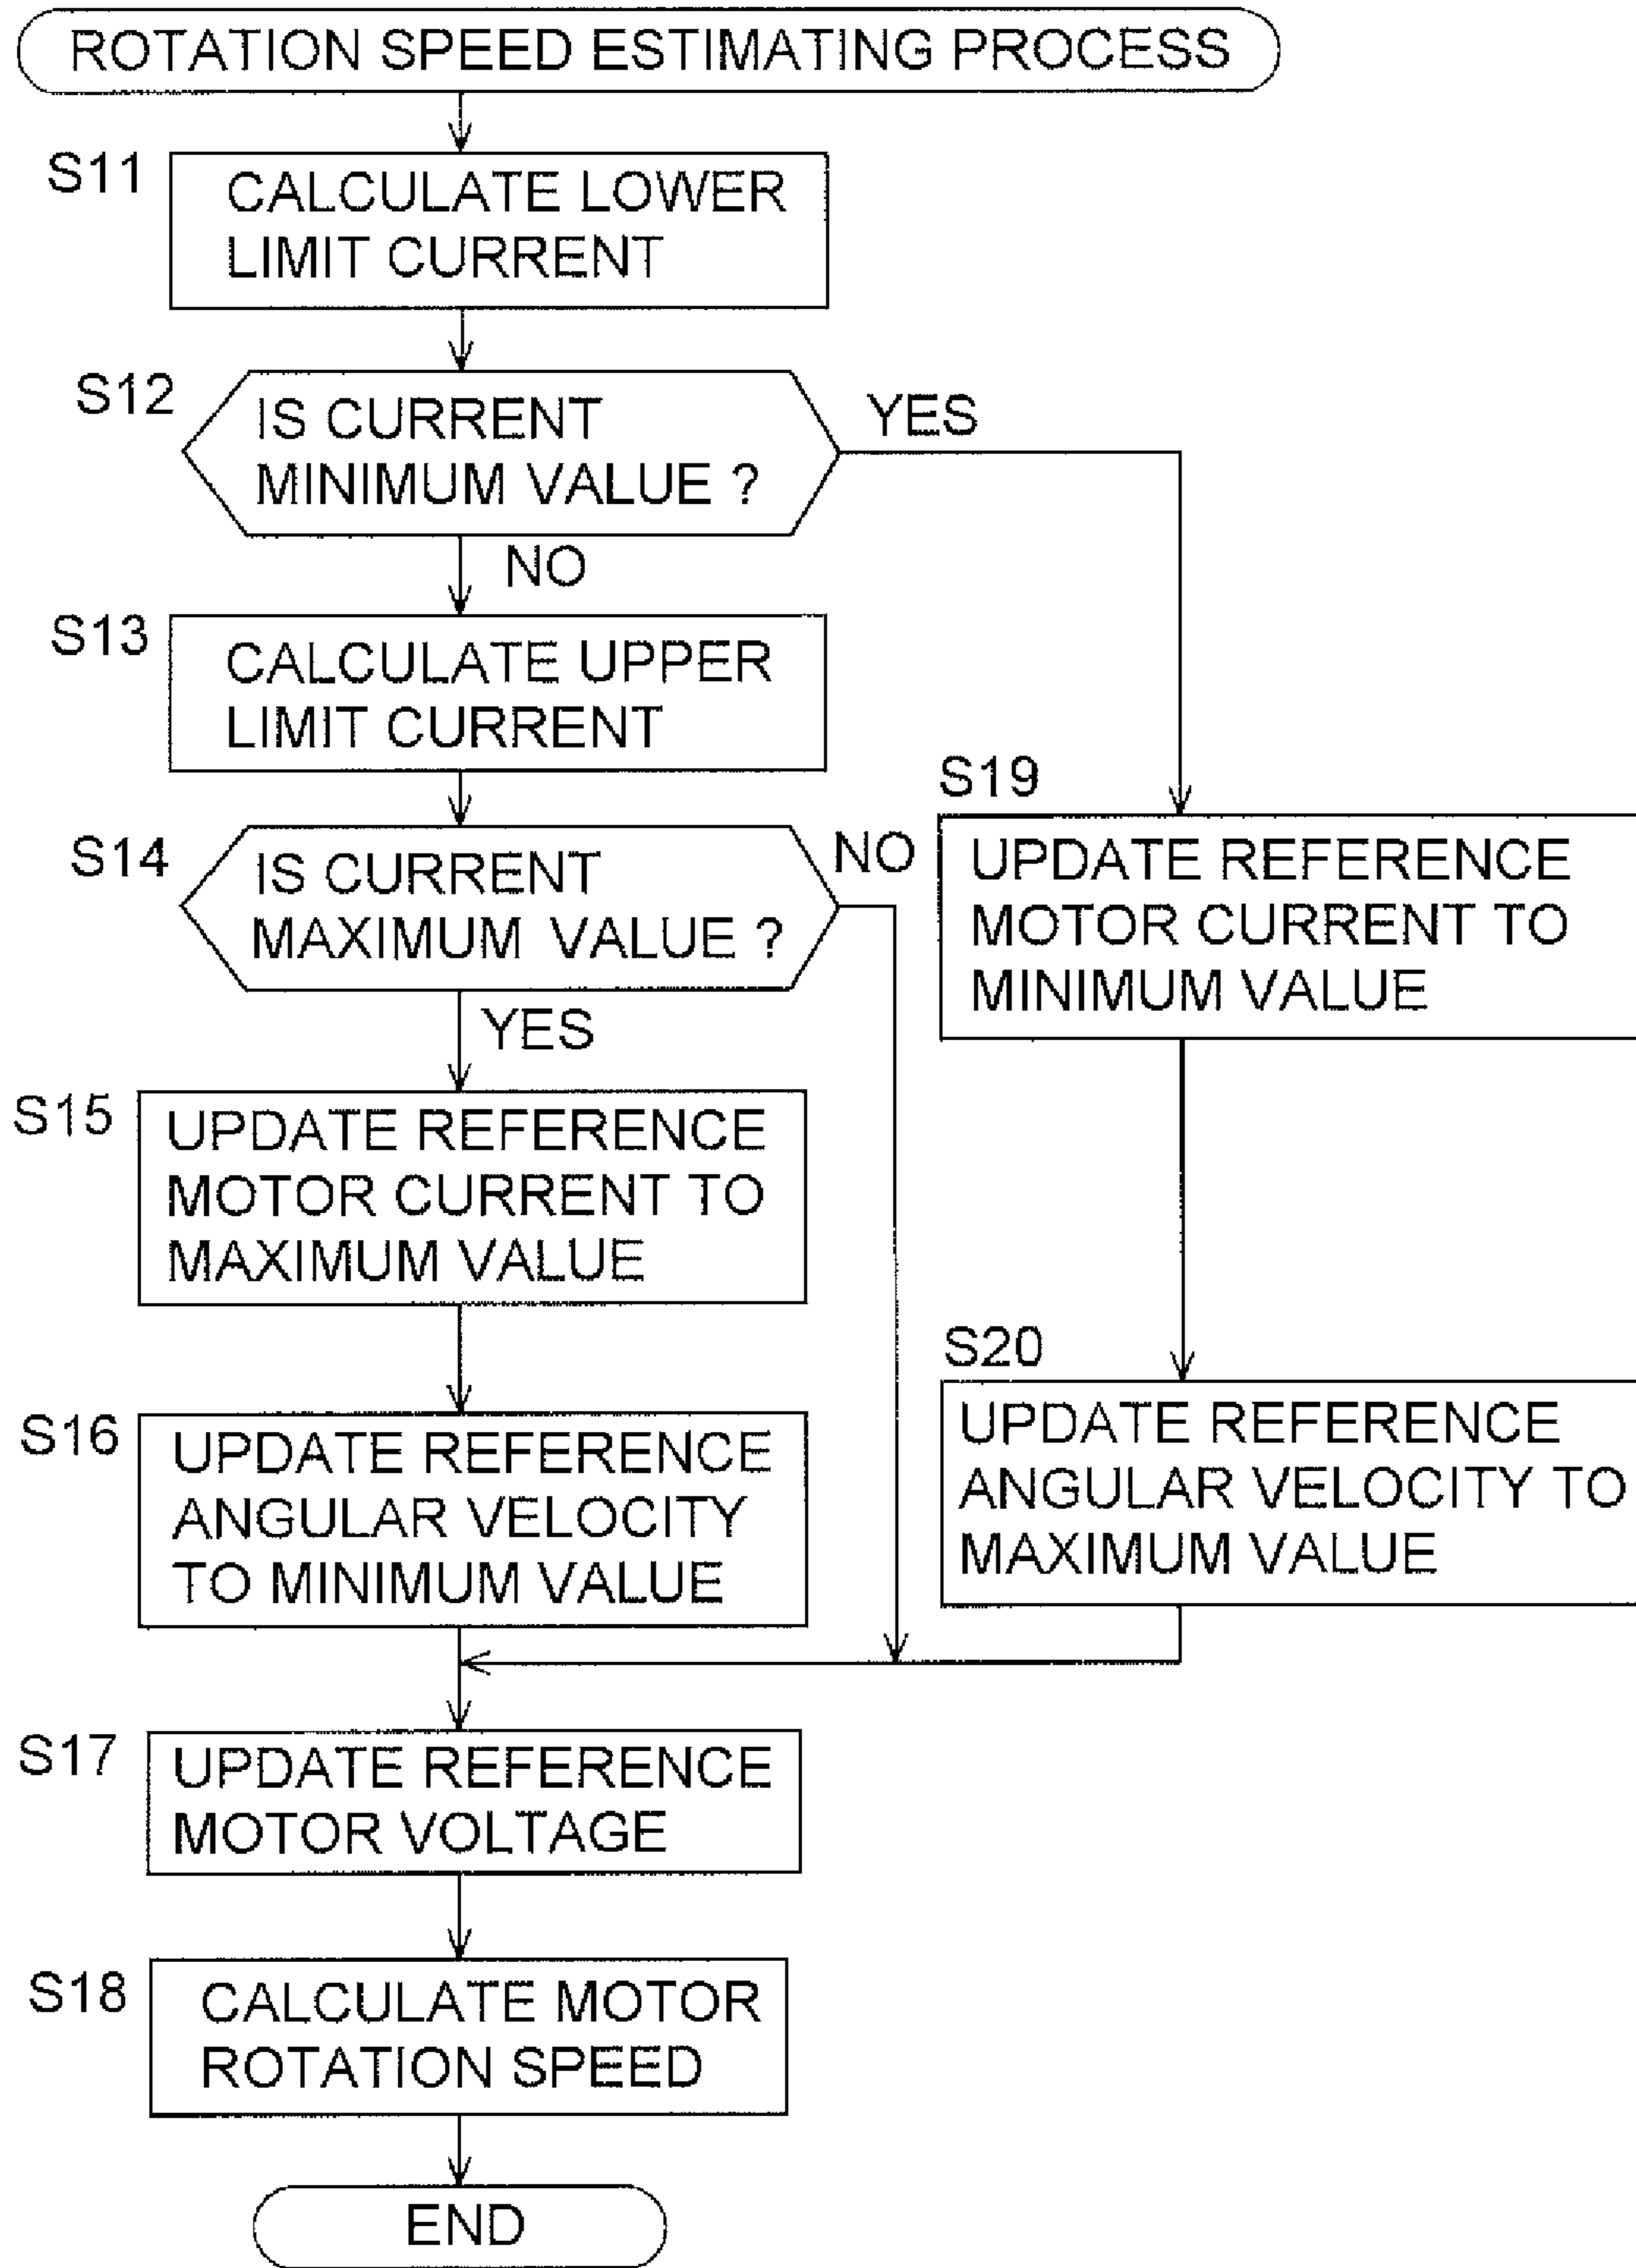 ROTATION SPEED ESTIMATING PROCESS
S11
CALCULATE LOWER
LIMIT CURRENT
S12
IS CURRENT
MINIMUM VALUE ?
YES
NO
S13
CALCULATE UPPER
LIMIT CURRENT
S14
IS CURRENT
MAXIMUM VALUE ?
NO
YES
S19
UPDATE REFERENCE
MOTOR CURRENT TO
MINIMUM VALUE
S15
UPDATE REFERENCE
MOTOR CURRENT TO
MAXIMUM VALUE
S20
UPDATE REFERENCE
ANGULAR VELOCITY TO
MAXIMUM VALUE
S16
UPDATE REFERENCE
ANGULAR VELOCITY
TO MINIMUM VALUE
S17
UPDATE REFERENCE
MOTOR VOLTAGE
S18
CALCULATE MOTOR
ROTATION SPEED
END